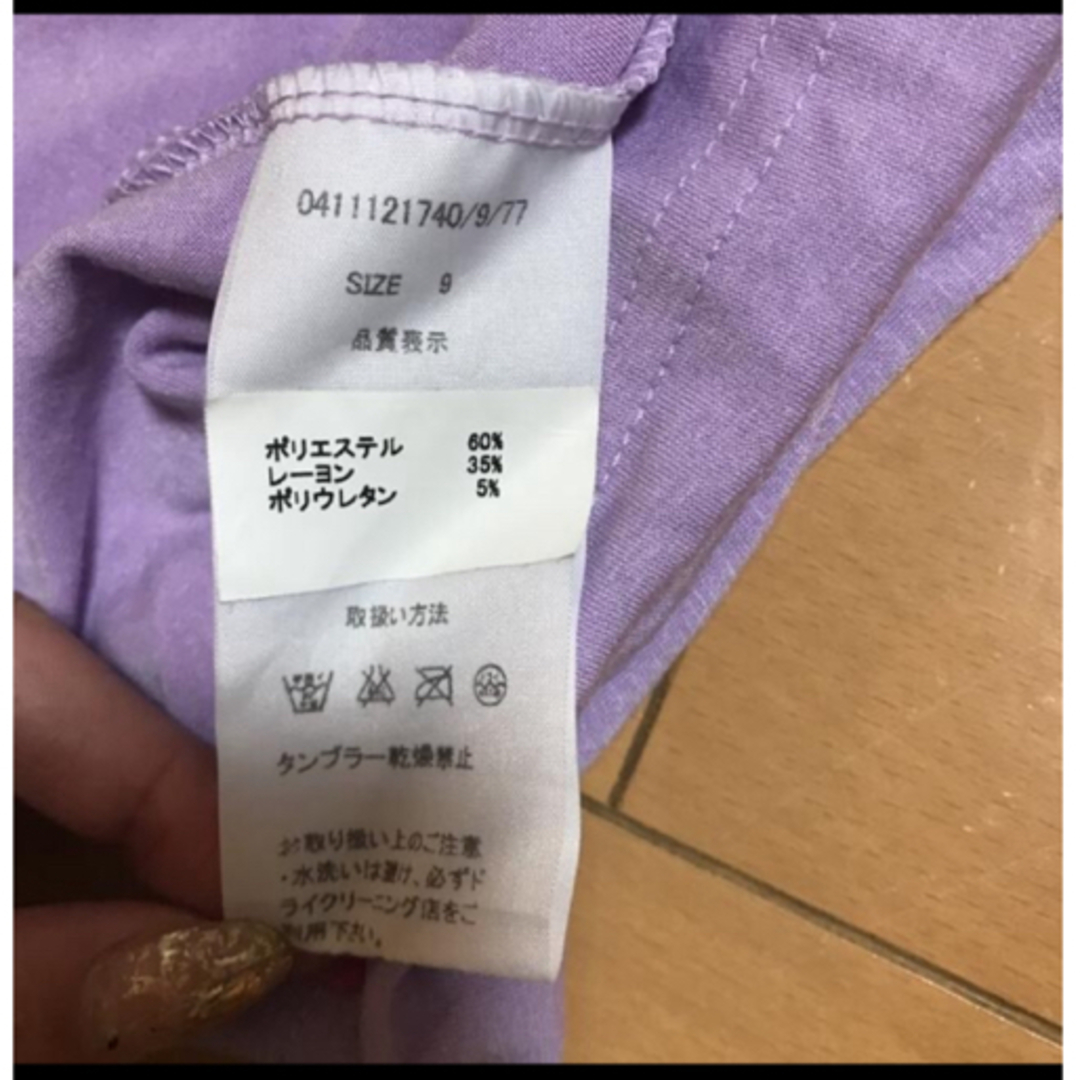 0411121740/9/77
SIZE 9
品質表示
ポリエステル 60%
レーヨン 35%
ポリウレタン 5%
取扱い方法
タンブラー乾燥禁止
お取り扱い上のご注意
・水洗いは避け、必ずド
ライクリーニング店をご
利用下さい。